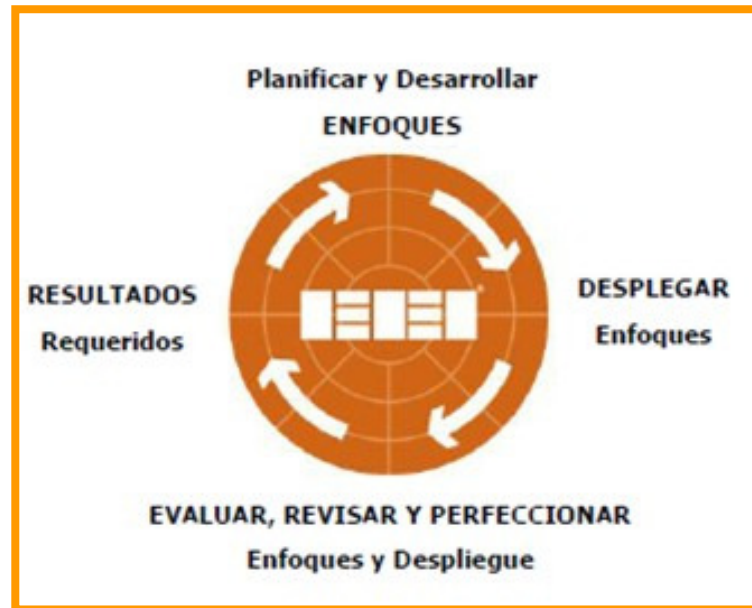 Planificar y Desarrollar
ENFOQUES
RESULTADOS
Requeridos
DESPLEGAR
Enfoques
EVALUAR, REVISAR Y PERFECCIONAR
Enfoques y Despliegue